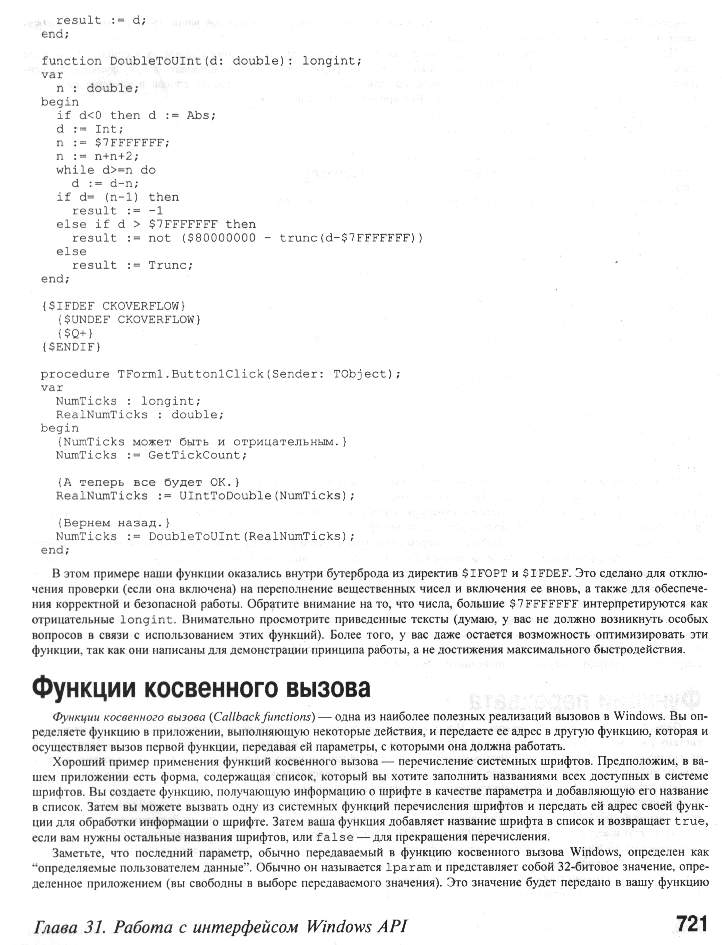 result := d;
end;
function DoubleToUInt(d: double): longint;
var
n : double;
begin
if d<0 then d := Abs;
d := Int;
n := $7FFFFFFF;
n := n+n+2;
while d>=n do
d := d-n;
if d= (n-1) then
result := -1
else if d > $7FFFFFFF then
result := not ($80000000 - trunc(d-$7FFFFFFF))
else
result := Trunc;
end;
{$IFDEF CKOVERFLOW}
{$UNDEF CKOVERFLOW}
{$Q+}
{$ENDIF}
procedure TForm1.Button1Click(Sender: TObject);
var
NumTicks : longint;
RealNumTicks : double;
begin
{NumTicks может быть и отрицательным.}
NumTicks := GetTickCount;
{А теперь все будет ОК.}
RealNumTicks := UIntToDouble(NumTicks);
{Вернем назад.}
NumTicks := DoubleToUInt(RealNumTicks);
end;
В этом примере наши функции оказались внутри бутерброда из директив $IFOPT и $IFDEF. Это сделано для отклю-
чения проверки (если она включена) на переполнение вещественных чисел и включения ее вновь, а также для обеспече-
ния корректной и безопасной работы. Обратите внимание на то, что числа, большие $7FFFFFFF интерпретируются как
отрицательные longint. Внимательно просмотрите приведенные тексты (думаю, у вас не должно возникнуть особых
вопросов в связи с использованием этих функций). Более того, у вас даже остается возможность оптимизировать эти
функции, так как они написаны для демонстрации принципа работы, а не достижения максимального быстродействия.
Функции косвенного вызова
Функции косвенного вызова (Callback functions) — одна из наиболее полезных реализаций вызовов в Windows. Вы оп-
ределяете функцию в приложении, выполняющую некоторые действия, и передаете ее адрес в другую функцию, которая и
осуществляет вызов первой функции, передавая ей параметры, с которыми она должна работать.
Хороший пример применения функций косвенного вызова — перечисление системных шрифтов. Предположим, в ва-
шем приложении есть форма, содержащая список, который вы хотите заполнить названиями всех доступных в системе
шрифтов. Вы создаете функцию, получающую информацию о шрифте в качестве параметра и добавляющую его название
в список. Затем вы можете вызвать одну из системных функций перечисления шрифтов и передать ей адрес своей функ-
ции для обработки информации о шрифте. Затем ваша функция добавляет название шрифта в список и возвращает true,
если вам нужны остальные названия шрифтов, или false — для прекращения перечисления.
Заметьте, что последний параметр, обычно передаваемый в функцию косвенного вызова Windows, определен как
“определяемые пользователем данные”. Обычно он называется lparam и представляет собой 32-битовое значение, опре-
деленное приложением (вы свободны в выборе передаваемого значения). Это значение будет передано в вашу функцию
Глава 31. Работа с интерфейсом Windows API
721